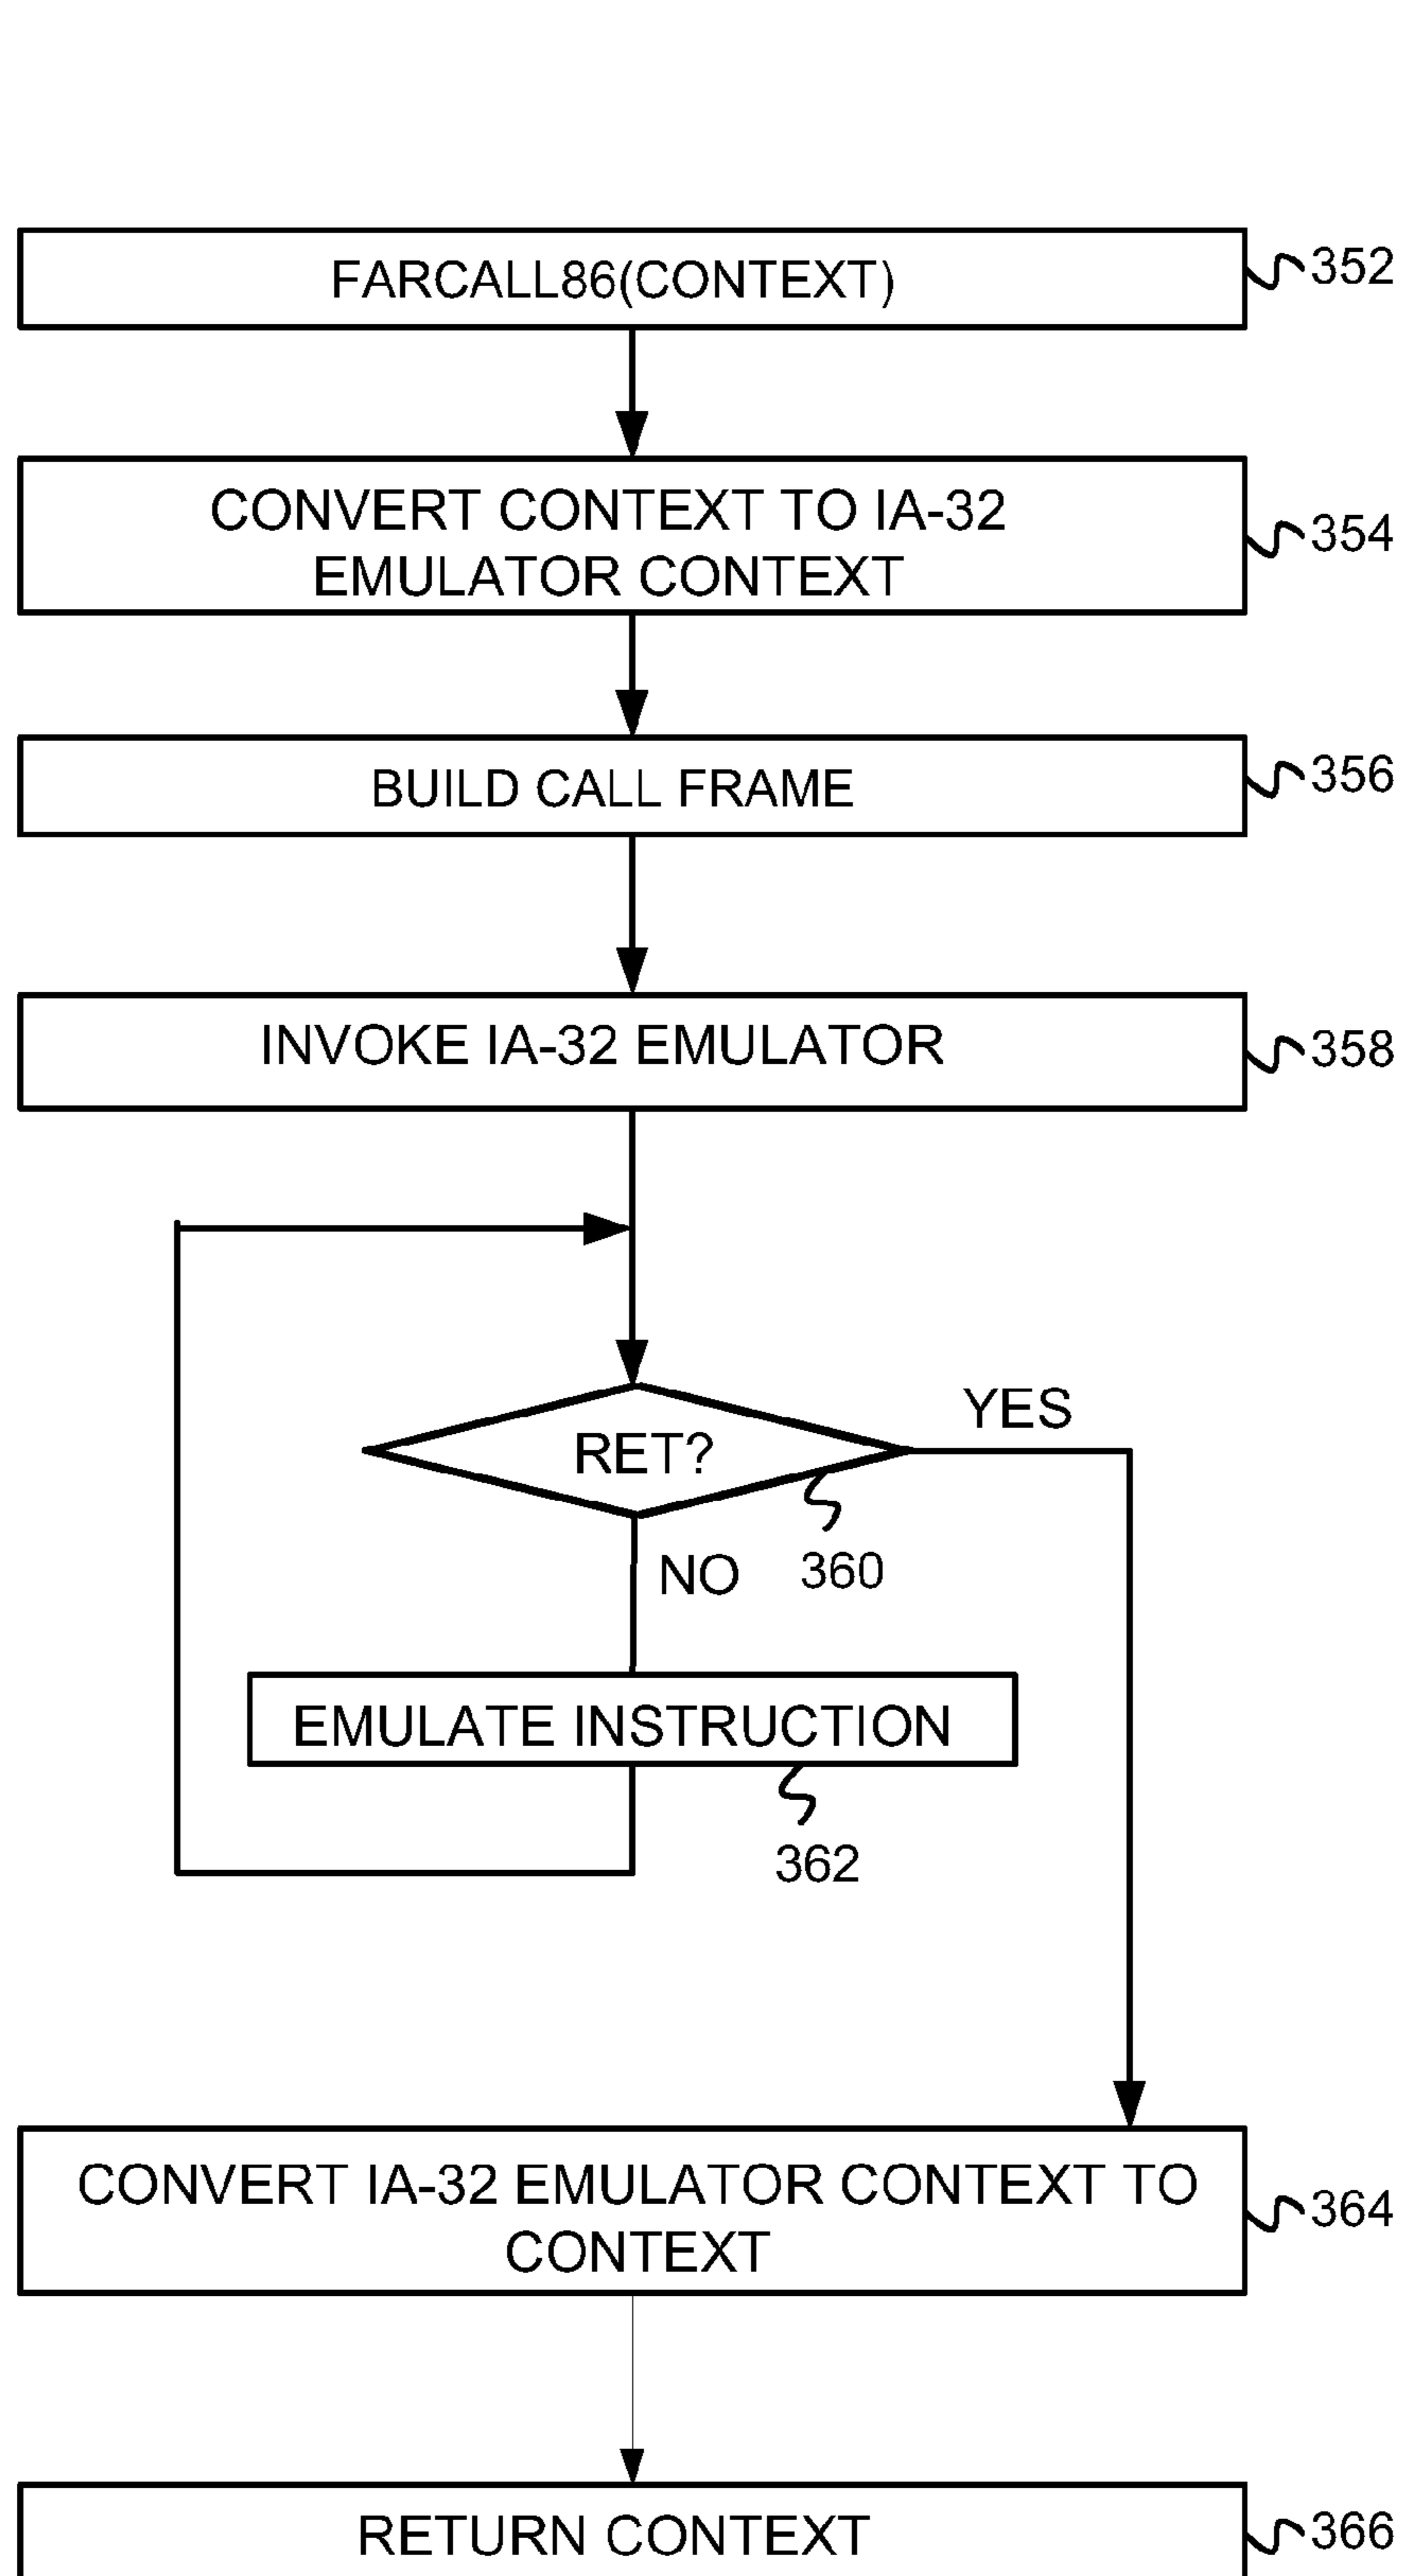 FARCALL86(CONTEXT)
352
CONVERT CONTEXT TO IA-32
EMULATOR CONTEXT
354
BUILD CALL FRAME
356
INVOKE IA-32 EMULATOR
358
YES
RET?
NO
360
EMULATE INSTRUCTION
362
CONVERT IA-32 EMULATOR CONTEXT TO
CONTEXT
364
RETURN CONTEXT
366